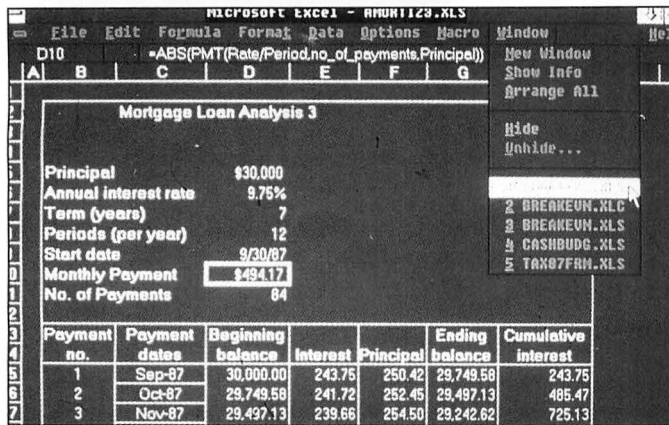 Microsoft Excel - AMORT123.XLS
File Edit Formula Format Data Options Macro Window Hel
D10 =ABS(PMT(Rate/Period,no_of_payments,Principal))
A B C D E F G
New Window
Show Info
Arrange All
Hide
Unhide...
2 BREAKEVN.XLC
3 BREAKEVN.XLS
4 CASHBUDG.XLS
5 TAX87FRM.XLS
Mortgage Loan Analysis 3
Principal $30,000
Annual interest rate 9.75%
Term (years) 7
Periods (per year) 12
Start date 9/30/87
Monthly Payment $494.17
No. of Payments 84
Payment Payment Beginning Ending Cumulative
no. dates balance Interest Principal balance interest
1 Sep-87 30,000.00 243.75 250.42 29,749.58 243.75
2 Oct-87 29,749.58 241.72 252.45 29,497.13 485.47
3 Nov-87 29,497.13 239.66 254.50 29,242.62 725.13